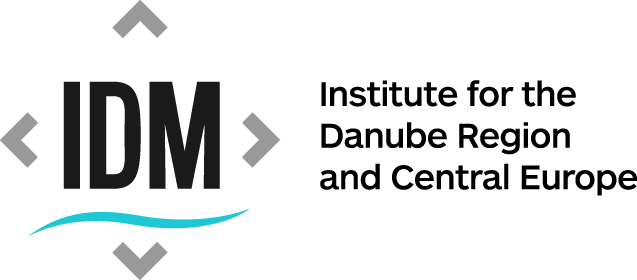 IDM
Institute for the
Danube Region
and Central Europe